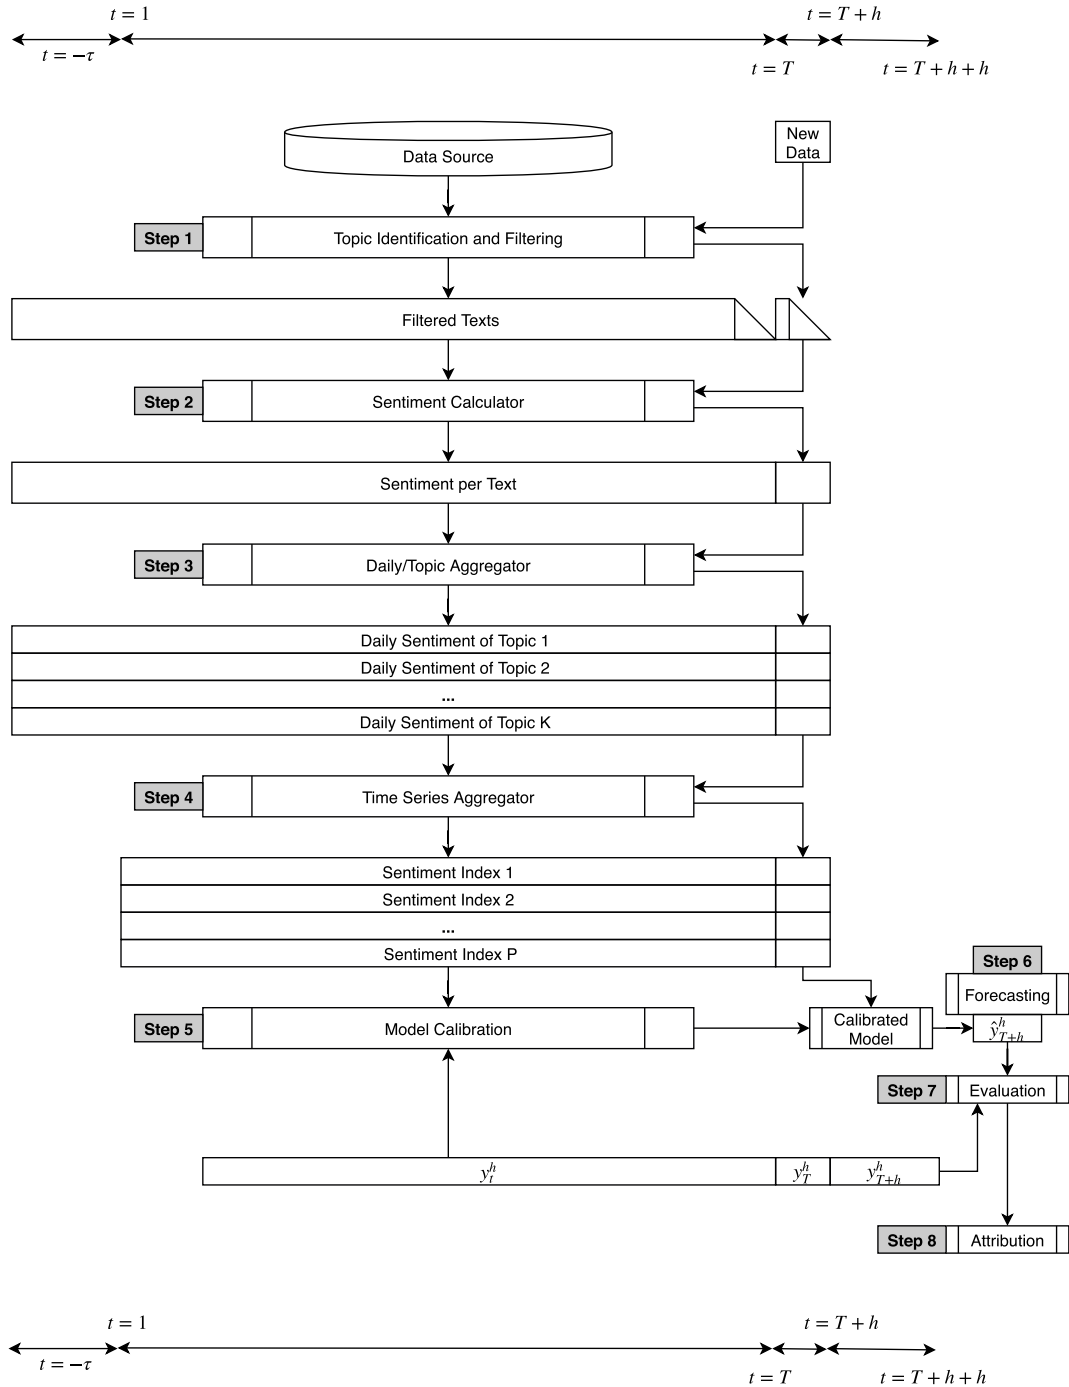 t = 1
t = T + h
t = −τ
t = T
t = T + h + h
Data Source
New
Data
Step 1
Topic Identification and Filtering
Filtered Texts
Step 2
Sentiment Calculator
Sentiment per Text
Step 3
Daily/Topic Aggregator
Daily Sentiment of Topic 1
Daily Sentiment of Topic 2
...
Daily Sentiment of Topic K
Step 4
Time Series Aggregator
Sentiment Index 1
Sentiment Index 2
...
Sentiment Index P
Step 6
Forecasting
Step 5
Model Calibration
Calibrated
Model
ŷ^h_{T+h}
Step 7
Evaluation
y^h_t
y^h_T
y^h_{T+h}
Step 8
Attribution
t = 1
t = T + h
t = −τ
t = T
t = T + h + h